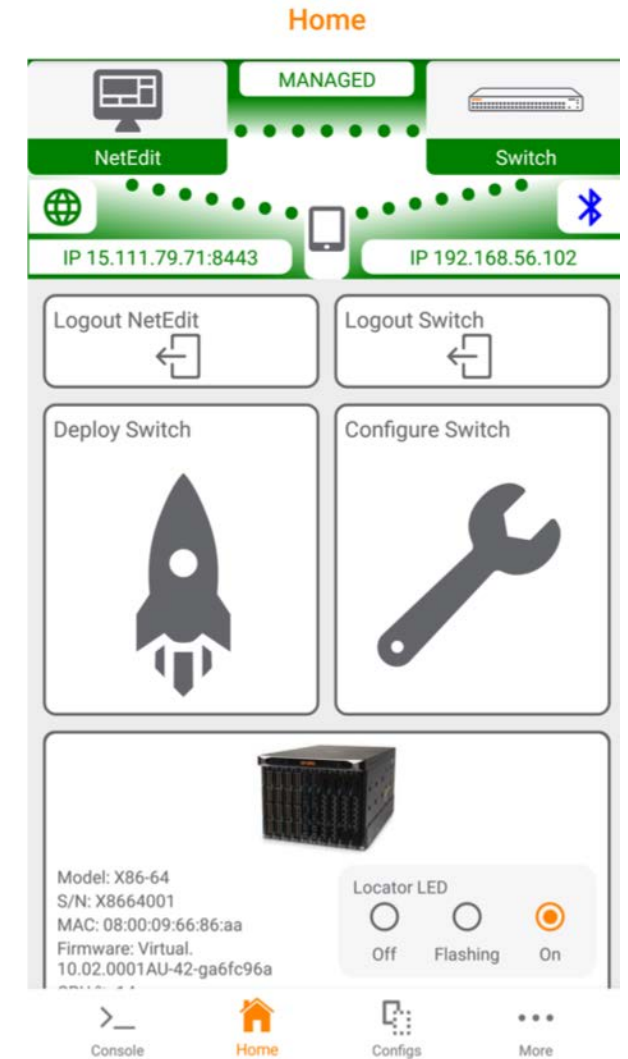 Home
MANAGED
NetEdit
Switch
IP 15.111.79.71:8443
IP 192.168.56.102
Logout NetEdit
Logout Switch
Deploy Switch
Configure Switch
Model: X86-64
S/N: X8664001
MAC: 08:00:09:66:86:aa
Firmware: Virtual.
10.02.0001AU-42-ga6fc96a
Locator LED
Off
Flashing
On
>_
Console
Home
Configs
More